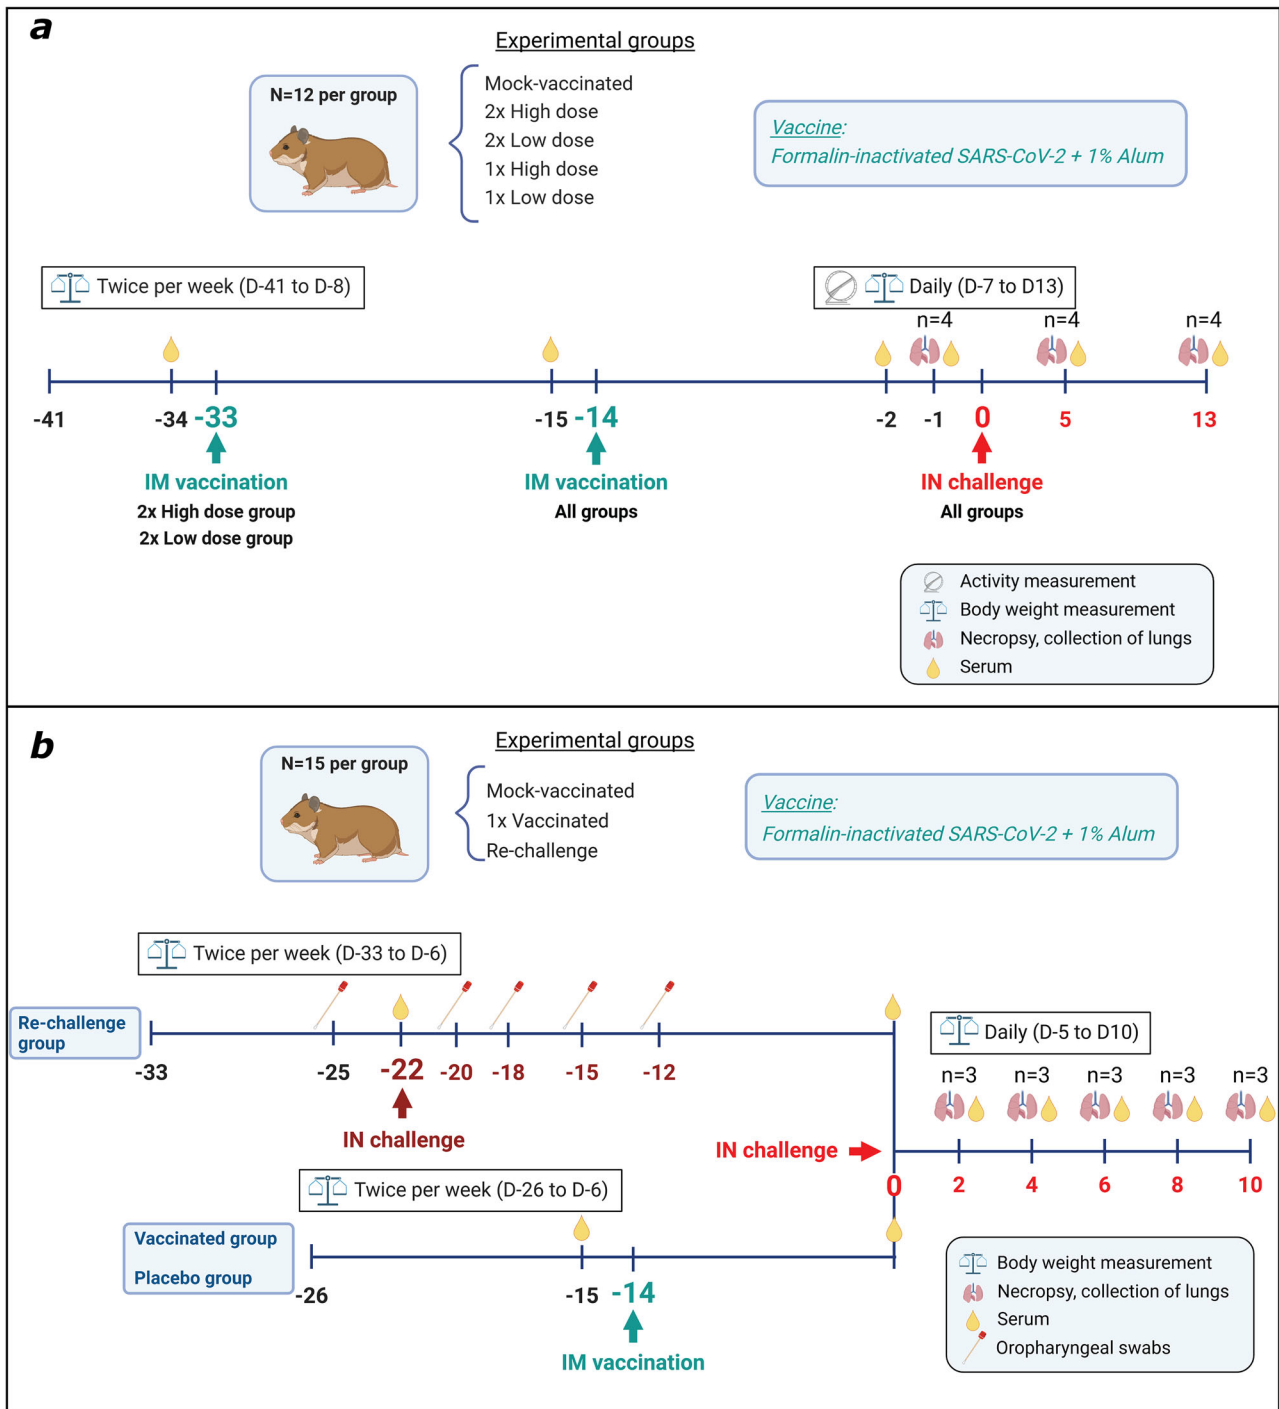 a
Experimental groups
N=12 per group
Mock-vaccinated
2x High dose
2x Low dose
1x High dose
1x Low dose
Vaccine:
Formalin-inactivated SARS-CoV-2 + 1% Alum
Twice per week (D-41 to D-8)
Daily (D-7 to D13)
n=4 n=4 n=4
-41 -34 -33 -15 -14 -2 -1 0 5 13
IM vaccination IM vaccination IN challenge
2x High dose group All groups All groups
2x Low dose group
Activity measurement
Body weight measurement
Necropsy, collection of lungs
Serum
b
Experimental groups
N=15 per group
Mock-vaccinated
1x Vaccinated
Re-challenge
Vaccine:
Formalin-inactivated SARS-CoV-2 + 1% Alum
Twice per week (D-33 to D-6)
Re-challenge
group
Daily (D-5 to D10)
-33 -25 -22 -20 -18 -15 -12
n=3 n=3 n=3 n=3 n=3
IN challenge
IN challenge
0 2 4 6 8 10
Twice per week (D-26 to D-6)
Vaccinated group
Placebo group
-26 -15 -14
IM vaccination
Body weight measurement
Necropsy, collection of lungs
Serum
Oropharyngeal swabs